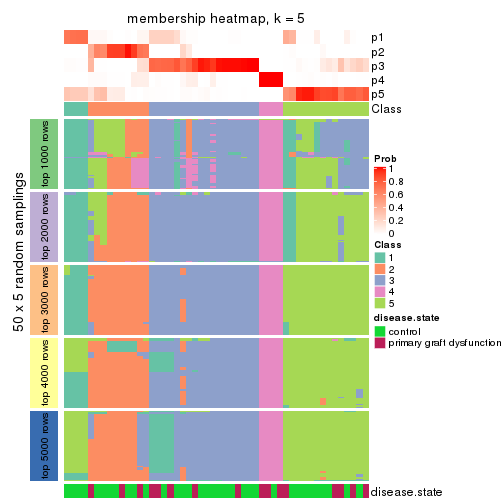 membership heatmap, k = 5
p1
p2
p3
p4
p5
Class
50 x 5 random samplings
top 1000 rows
top 2000 rows
top 3000 rows
top 4000 rows
top 5000 rows
Prob
1
0.8
0.6
0.4
0.2
0
Class
1
2
3
4
5
disease.state
control
primary graft dysfunction
disease.state